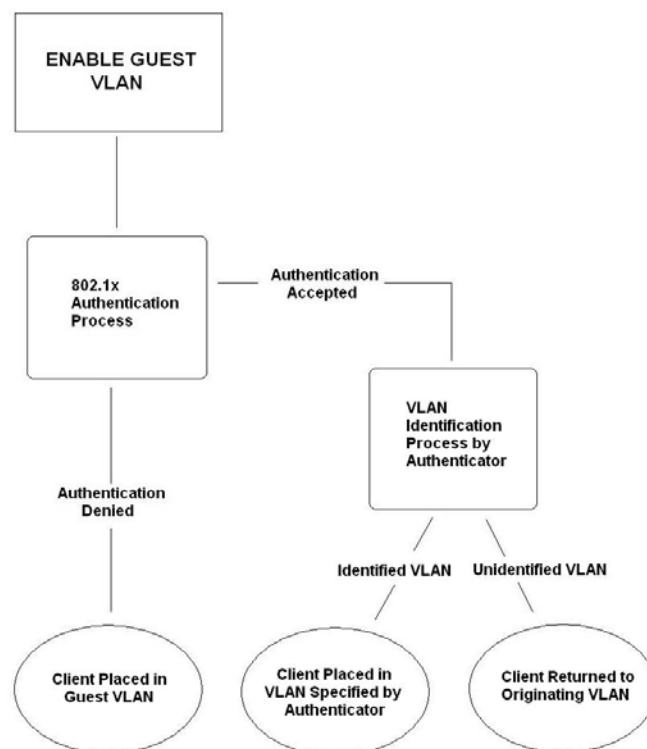 ENABLE GUEST
VLAN
802.1x
Authentication
Process
Authentication
Accepted
VLAN
Identification
Process by
Authenticator
Authentication
Denied
Identified VLAN
Unidentified VLAN
Client Placed in
Guest VLAN
Client Placed in
VLAN Specified by
Authenticator
Client Returned to
Originating VLAN